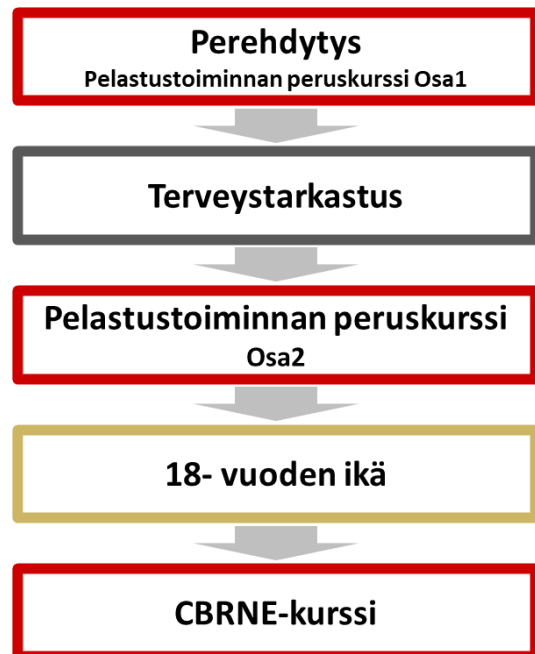 Perehdytys
Pelastustoiminnan peruskurssi Osa1
Terveystarkastus
Pelastustoiminnan peruskurssi
Osa2
18- vuoden ikä
CBRNE-kurssi